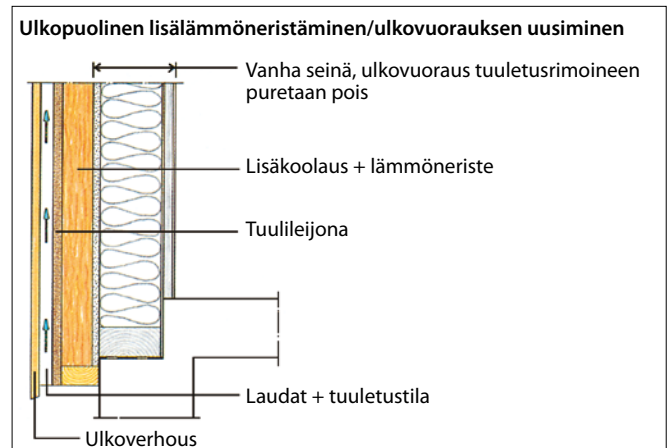 Ulkopuolinen lisälämmöneristäminen/ulkovuorauksen uusiminen
Vanha seinä, ulkovuoraus tuuletusrimoineen
puretaan pois
Lisäkoolaus + lämmöneriste
Tuulileijona
Laudat + tuuletustila
Ulkoverhous